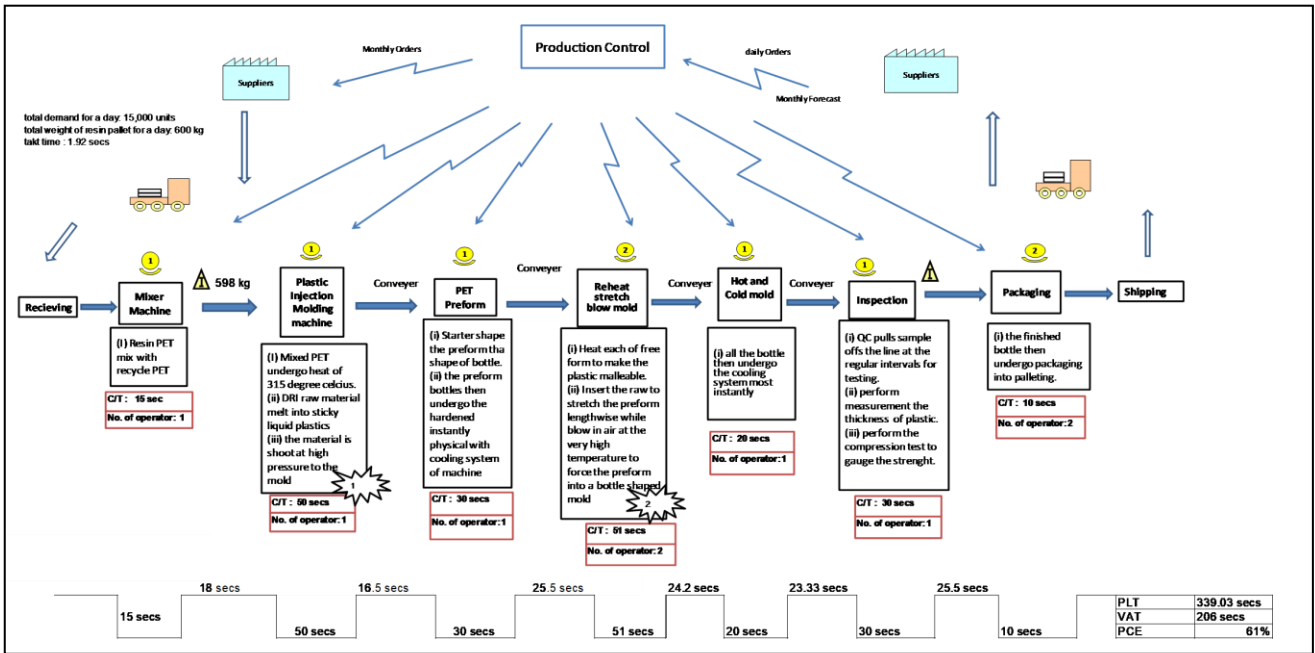 Production Control
Monthly Orders
daily Orders
Monthly Forecast
Suppliers
Suppliers
total demand for a day: 15,000 units
total weight of resin pallet for a day: 600 kg
takt time : 1.92 secs
Recieving
1
Mixer
Machine
I
598 kg
1
Plastic
Injection
Molding
machine
Conveyer
1
PET
Preform
Conveyer
2
Reheat
stretch
blow mold
Conveyer
1
Hot and
Cold mold
Conveyer
1
Inspection
I
2
Packaging
Shipping
(I) Resin PET
mix with
recycle PET
C/T : 15 sec
No. of operator: 1
(I) Mixed PET
undergo heat of
315 degree celcius.
(ii) DRI raw material
melt into sticky
liquid plastics
(iii) the material is
shoot at high
pressure to the
mold
1
C/T : 50 secs
No. of operator: 1
(i) Starter shape
the preform tha
shape of bottle.
(ii) the preform
bottles then
undergo the
hardened
instantly
physical with
cooling system
of machine
C/T : 30 secs
No. of operator:1
(i) Heat each of free
form to make the
plastic malleable.
(ii) Insert the raw to
stretch the preform
lengthwise while
blow in air at the
very high
temperature to
force the preform
into a bottle shaped
mold
2
C/T : 51 secs
No. of operator: 2
(i) all the bottle
then undergo
the cooling
system most
instantly
C/T : 20 secs
No. of operator:1
(i) QC pulls sample
offs the line at the
regular intervals for
testing.
(ii) perform
measurement the
thickness of plastic.
(iii) perform the
compression test to
gauge the strenght.
C/T : 30 secs
No. of operator:1
(i) the finished
bottle then
undergo packaging
into palleting.
C/T : 10 secs
No. of operator:2
18 secs
16.5 secs
25.5 secs
24.2 secs
23.33 secs
25.5 secs
15 secs
50 secs
30 secs
51 secs
20 secs
30 secs
10 secs
PLT 339.03 secs
VAT 206 secs
PCE 61%